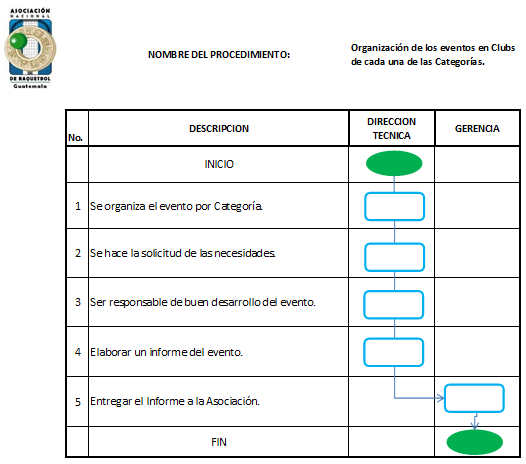 ASOCIACIÓN
NACIONAL
DE RAQUETBOL
Guatemala
NOMBRE DEL PROCEDIMIENTO:
Organización de los eventos en Clubs
de cada una de las Categorías.
No.
DESCRIPCION
DIRECCION
TECNICA
GERENCIA
INICIO
1 Se organiza el evento por Categoría.
2 Se hace la solicitud de las necesidades.
3 Ser responsable de buen desarrollo del evento.
4 Elaborar un informe del evento.
5 Entregar el Informe a la Asociación.
FIN